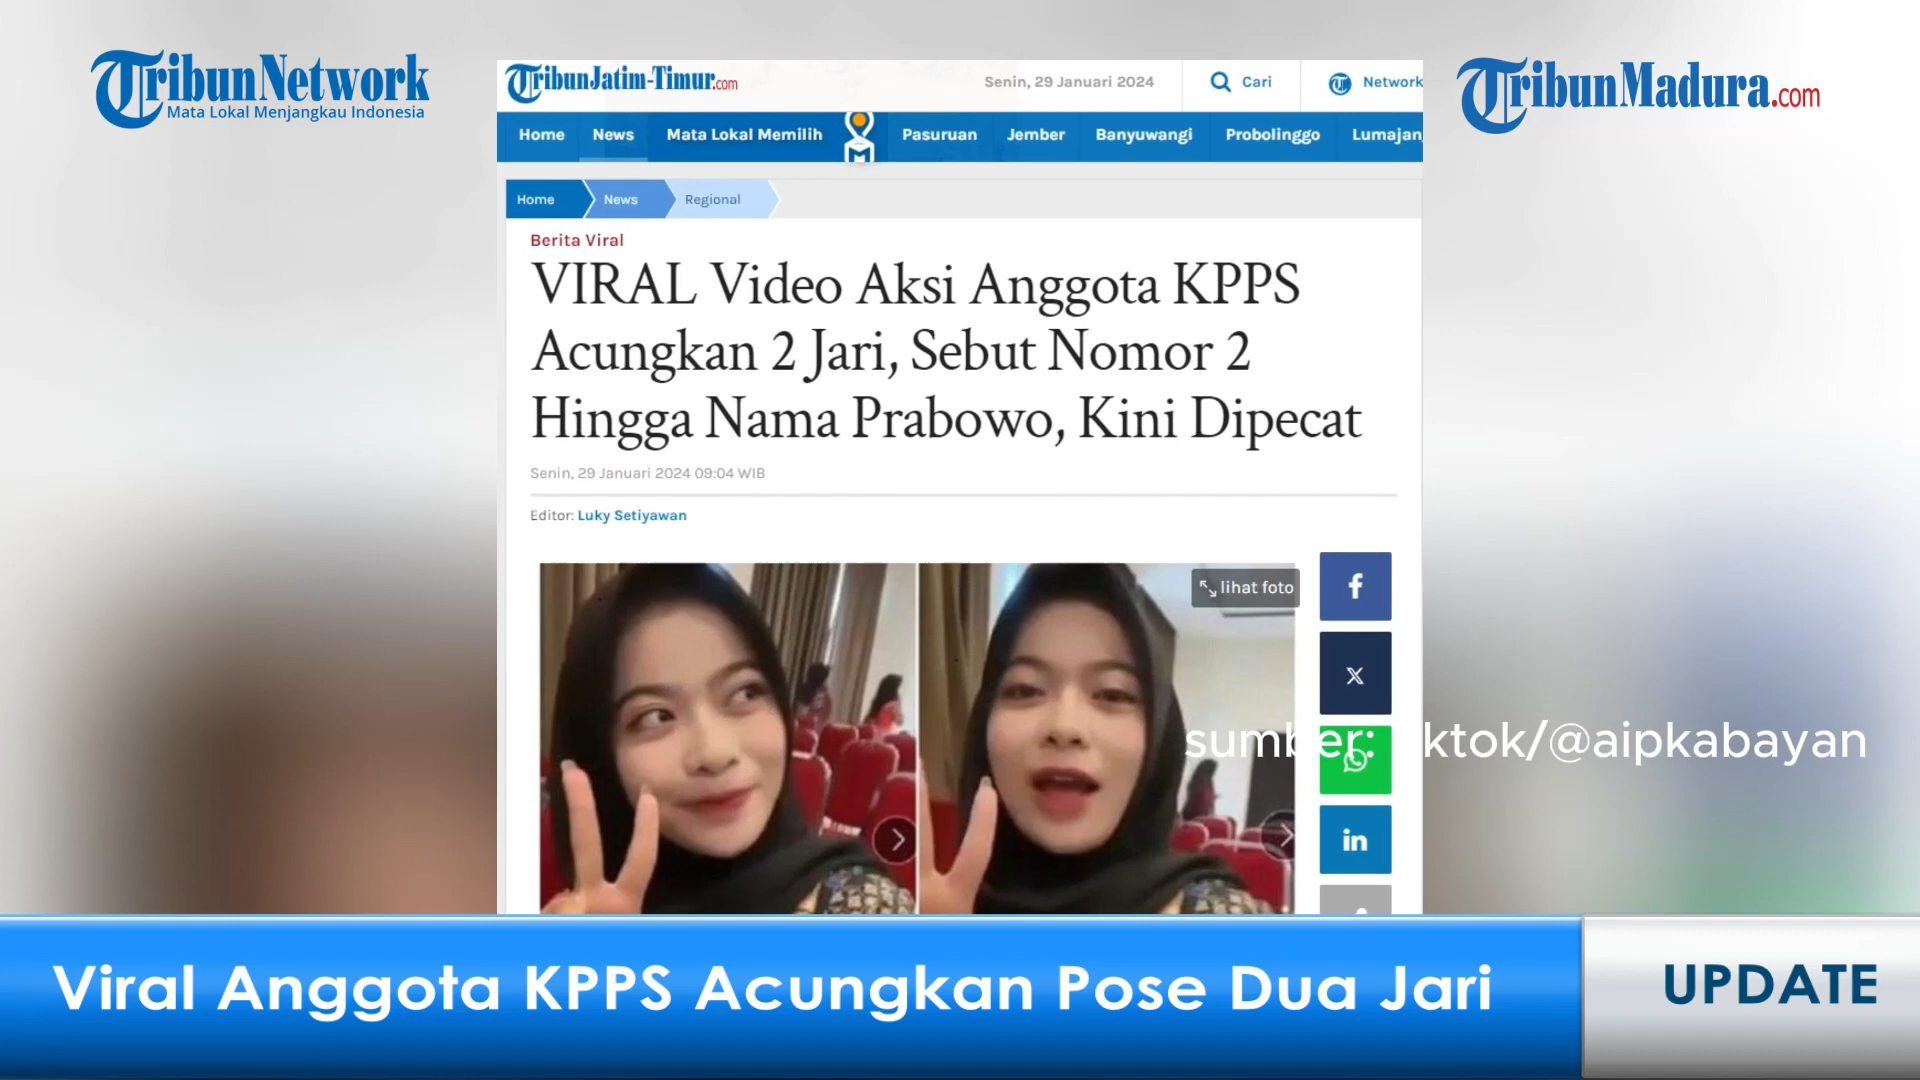 TribunNetwork
Mata Lokal Menjangkau Indonesia
TribunJatim-Timur.com
Senin, 29 Januari 2024
Cari
Network
TribunMadura.com
Home News Mata Lokal Memilih Pasuruan Jember Banyuwangi Probolinggo Lumajan
Home News Regional
Berita Viral
VIRAL Video Aksi Anggota KPPS
Acungkan 2 Jari, Sebut Nomor 2
Hingga Nama Prabowo, Kini Dipecat
Senin, 29 Januari 2024 09:04 WIB
Editor: Luky Setiyawan
lihat foto
sumber: ktok/@aipkabayan
Viral Anggota KPPS Acungkan Pose Dua Jari
UPDATE